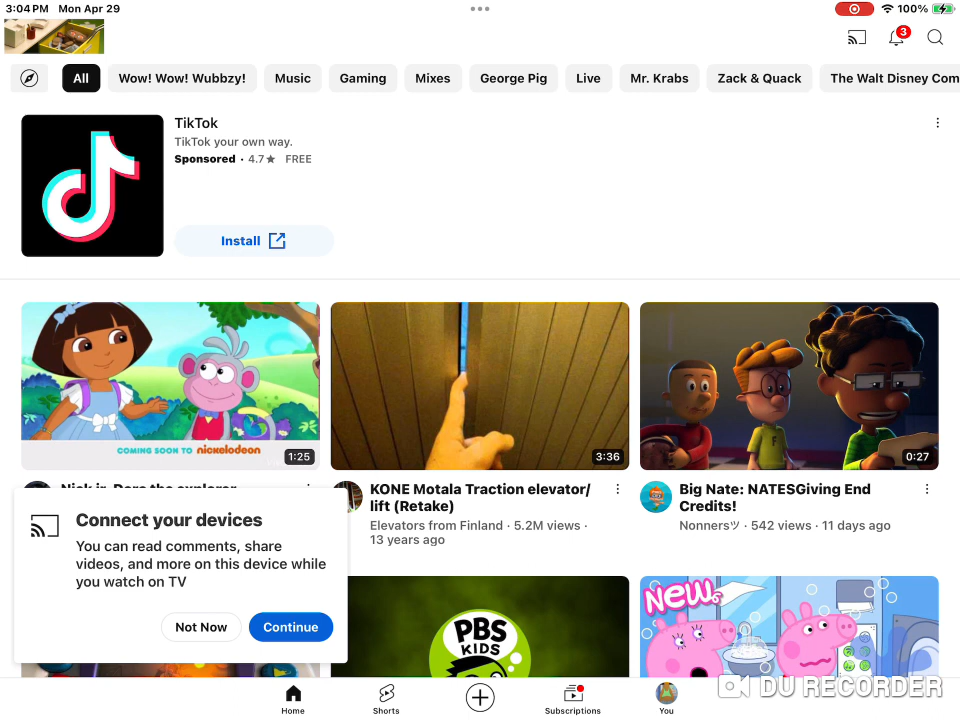 3:04 PM Mon Apr 29
100%
3
All
Wow! Wow! Wubbzy!
Music
Gaming
Mixes
George Pig
Live
Mr. Krabs
Zack & Quack
The Walt Disney Com
TikTok
TikTok your own way.
Sponsored · 4.7★ FREE
Install
COMING SOON TO nickelodeon
1:25
3:36
0:27
KONE Motala Traction elevator/
lift (Retake)
Elevators from Finland · 5.2M views ·
13 years ago
Big Nate: NATESGiving End
Credits!
Nonnersツ · 542 views · 11 days ago
Connect your devices
You can read comments, share
videos, and more on this device while
you watch on TV
Not Now
Continue
PBS
KIDS
New
F
Home
Shorts
Subscriptions
You
DU RECORDER